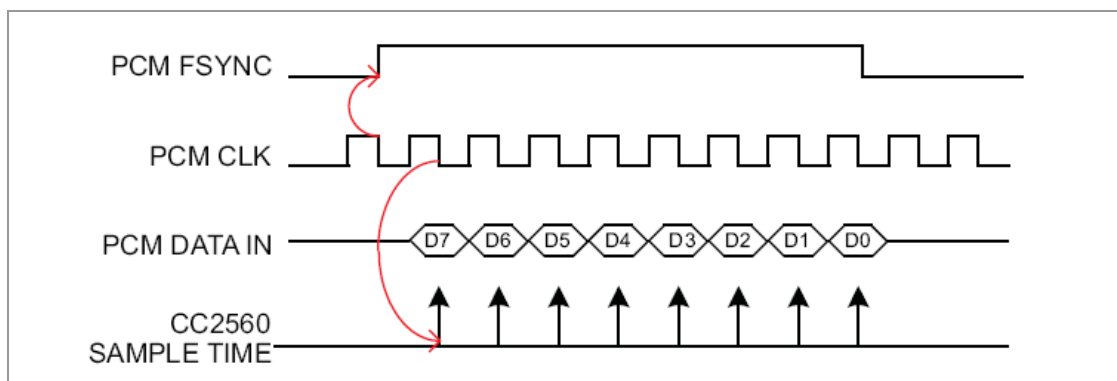 PCM FSYNC
PCM CLK
PCM DATA IN
D7 D6 D5 D4 D3 D2 D1 D0
CC2560
SAMPLE TIME